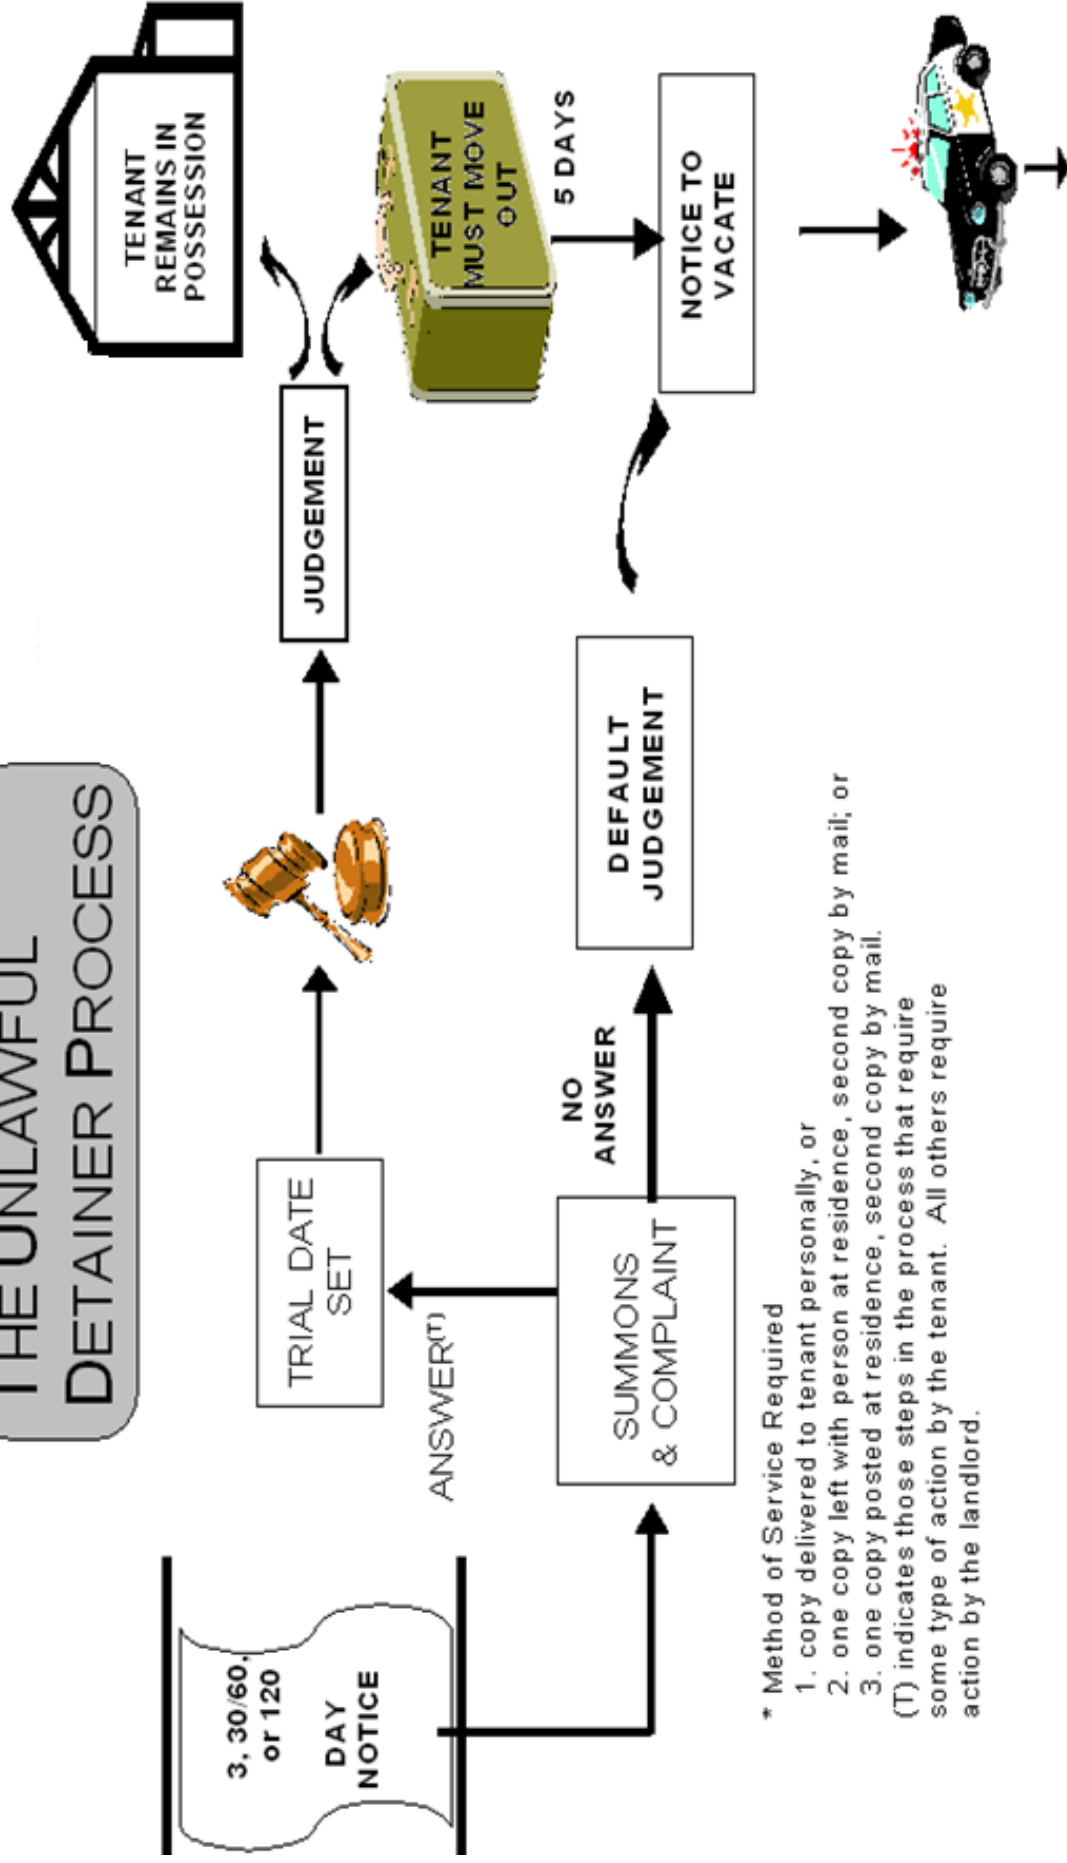 THE UNLAWFUL
DETAINER PROCESS
3, 30/60,
or 120
DAY
NOTICE
SUMMONS
& COMPLAINT
ANSWER(T)
TRIAL DATE
SET
JUDGEMENT
TENANT
REMAINS IN
POSSESSION
TENANT
MUST MOVE
OUT
5 DAYS
NO
ANSWER
DEFAULT
JUDGEMENT
NOTICE TO
VACATE
* Method of Service Required
1. copy delivered to tenant personally, or
2. one copy left with person at residence, second copy by mail; or
3. one copy posted at residence, second copy by mail.
(T) indicates those steps in the process that require
some type of action by the tenant. All others require
action by the landlord.